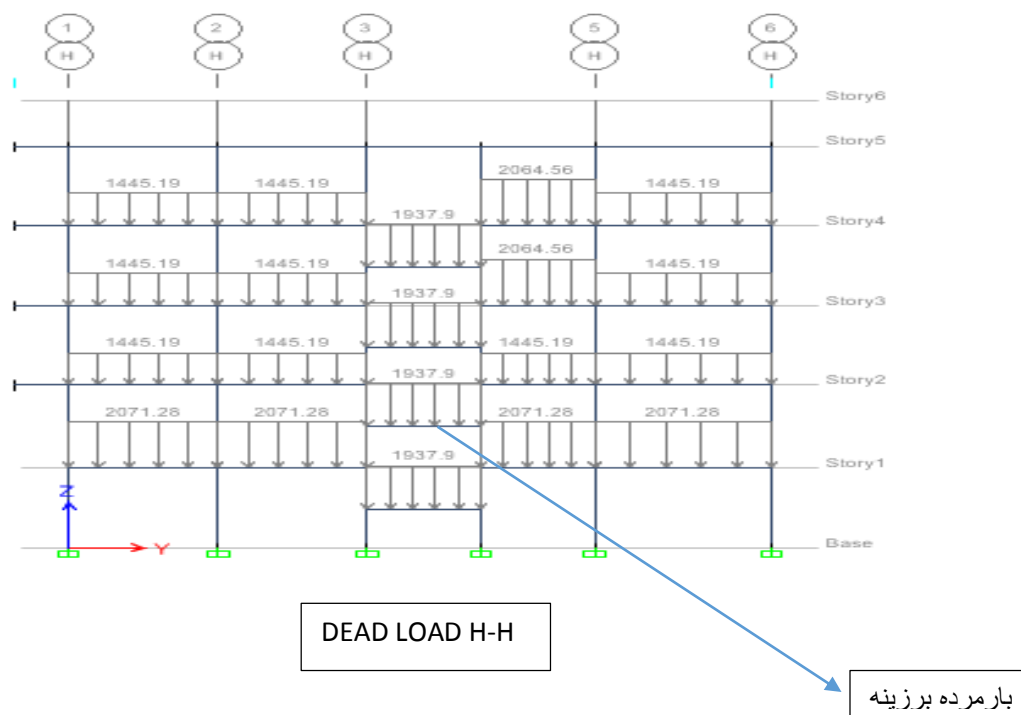 1 2 3 5 6
H H H H H
Story6
Story5
2064.56
1445.19 1445.19 1445.19
1937.9
Story4
2064.56
1445.19 1445.19 1445.19
1937.9
Story3
1445.19 1445.19 1445.19 1445.19
1937.9
Story2
2071.28 2071.28 2071.28 2071.28
1937.9
Story1
Z
Y
Base
DEAD LOAD H-H
بارمرده برزینه